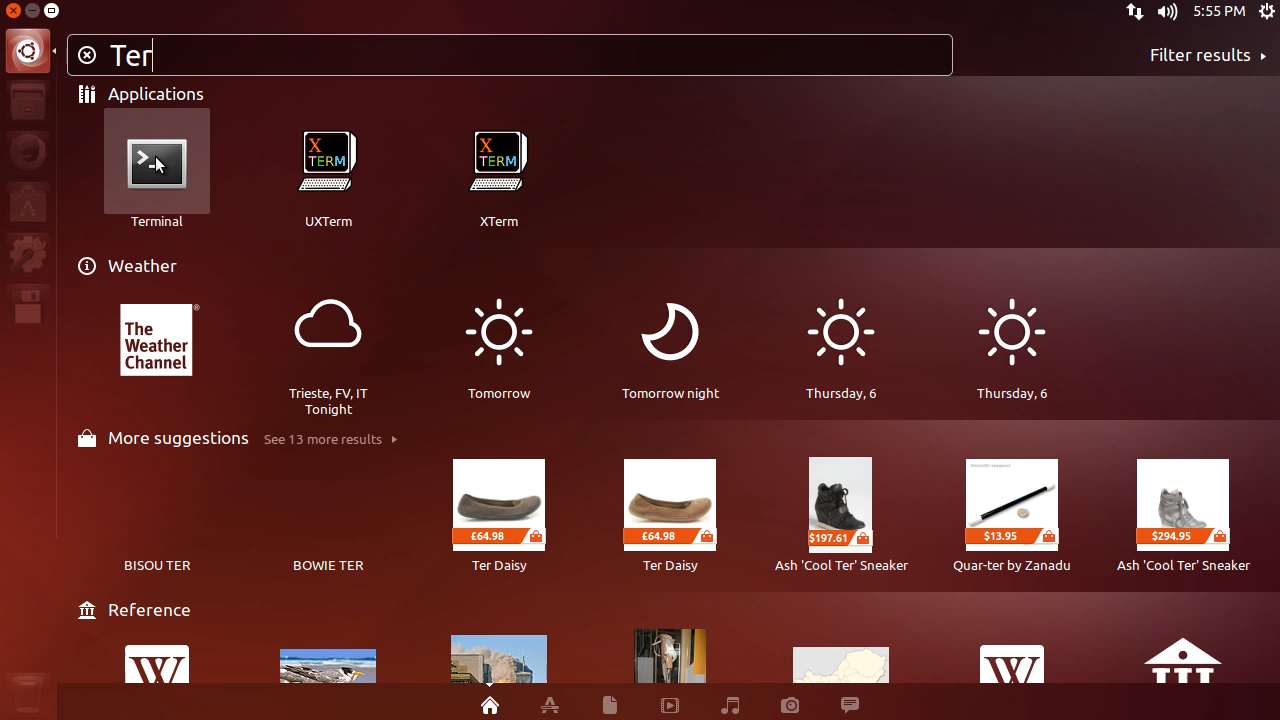 5:55 PM
Ter
Filter results
Applications
X
TERM
X
TERM
Terminal
UXTerm
XTerm
Weather
The
Weather
Channel
®
Trieste, FV, IT
Tonight
Tomorrow
Tomorrow night
Thursday, 6
Thursday, 6
More suggestions
See 13 more results
£64.98
£64.98
$197.61
$13.95
$294.95
BISOU TER
BOWIE TER
Ter Daisy
Ter Daisy
Ash 'Cool Ter' Sneaker
Quar-ter by Zanadu
Ash 'Cool Ter' Sneaker
Reference
W
W